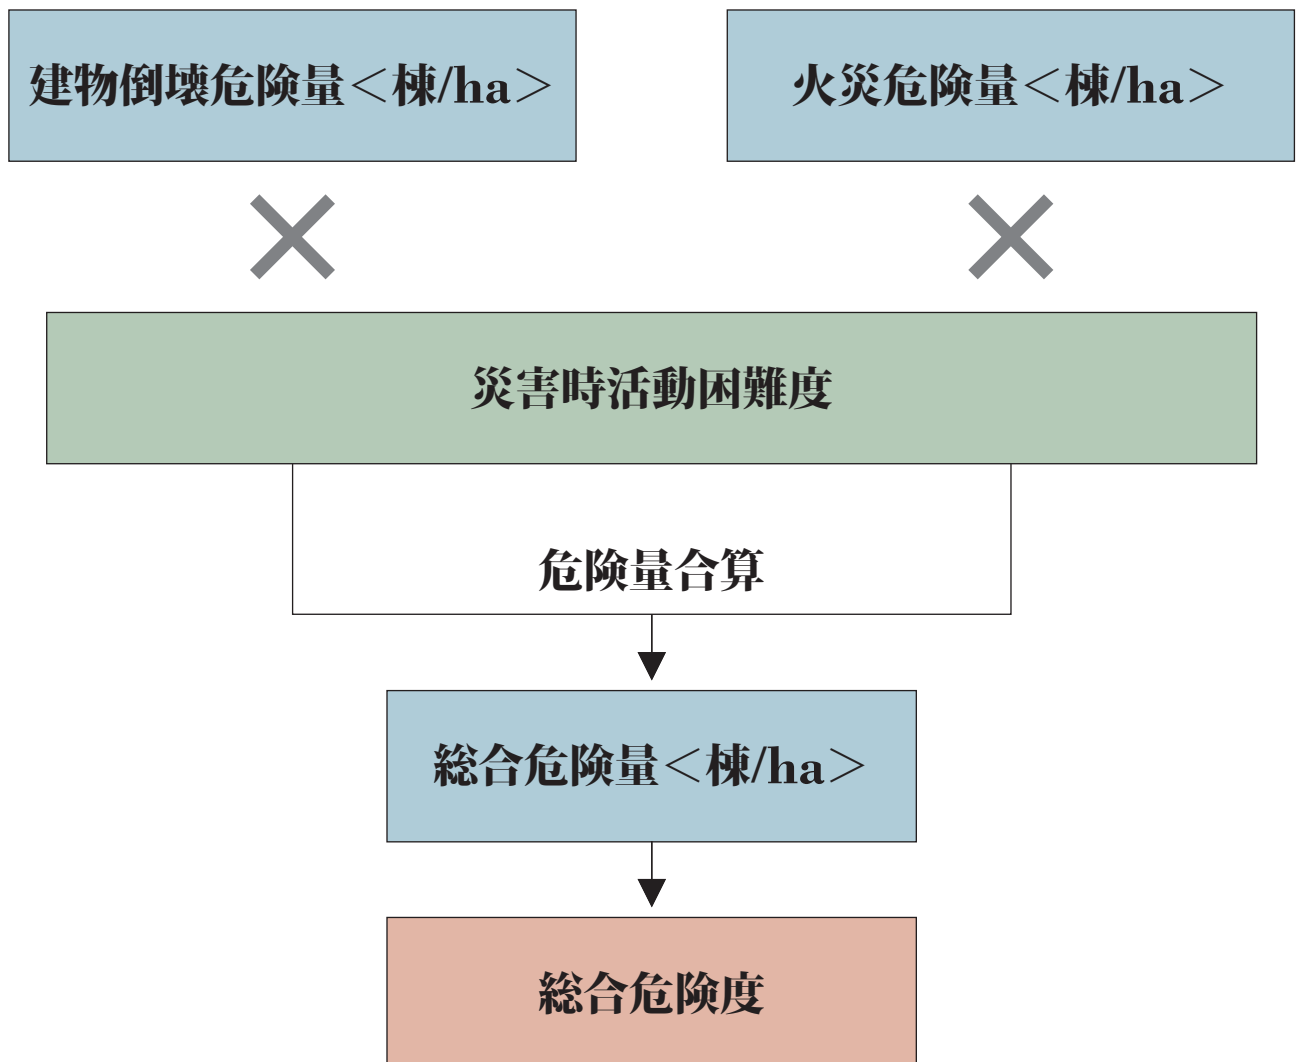 建物倒壊危険量＜棟/ha＞
火災危険量＜棟/ha＞
災害時活動困難度
危険量合算
総合危険量＜棟/ha＞
総合危険度